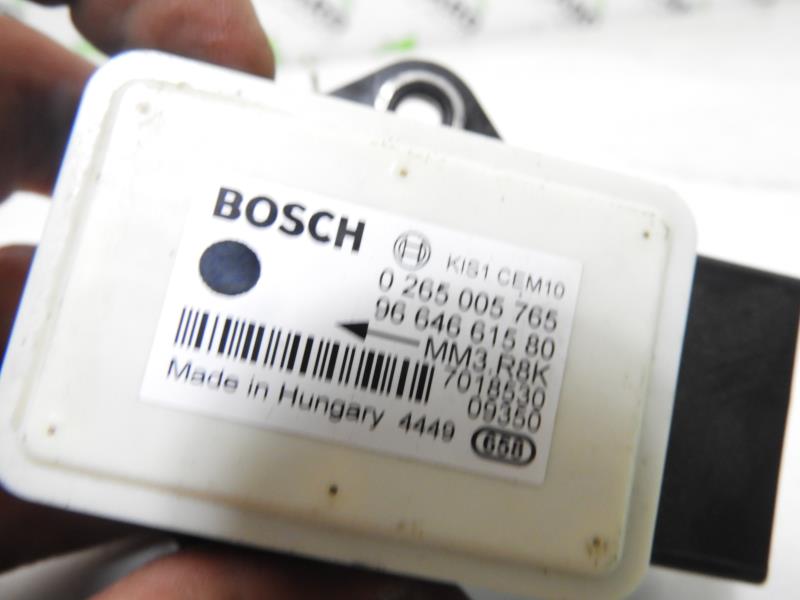 BOSCH
KIS1 CEM10
0 265 005 765
96 646 615 80
MM3.R8K
7018530
09350
Made in Hungary 4449
658